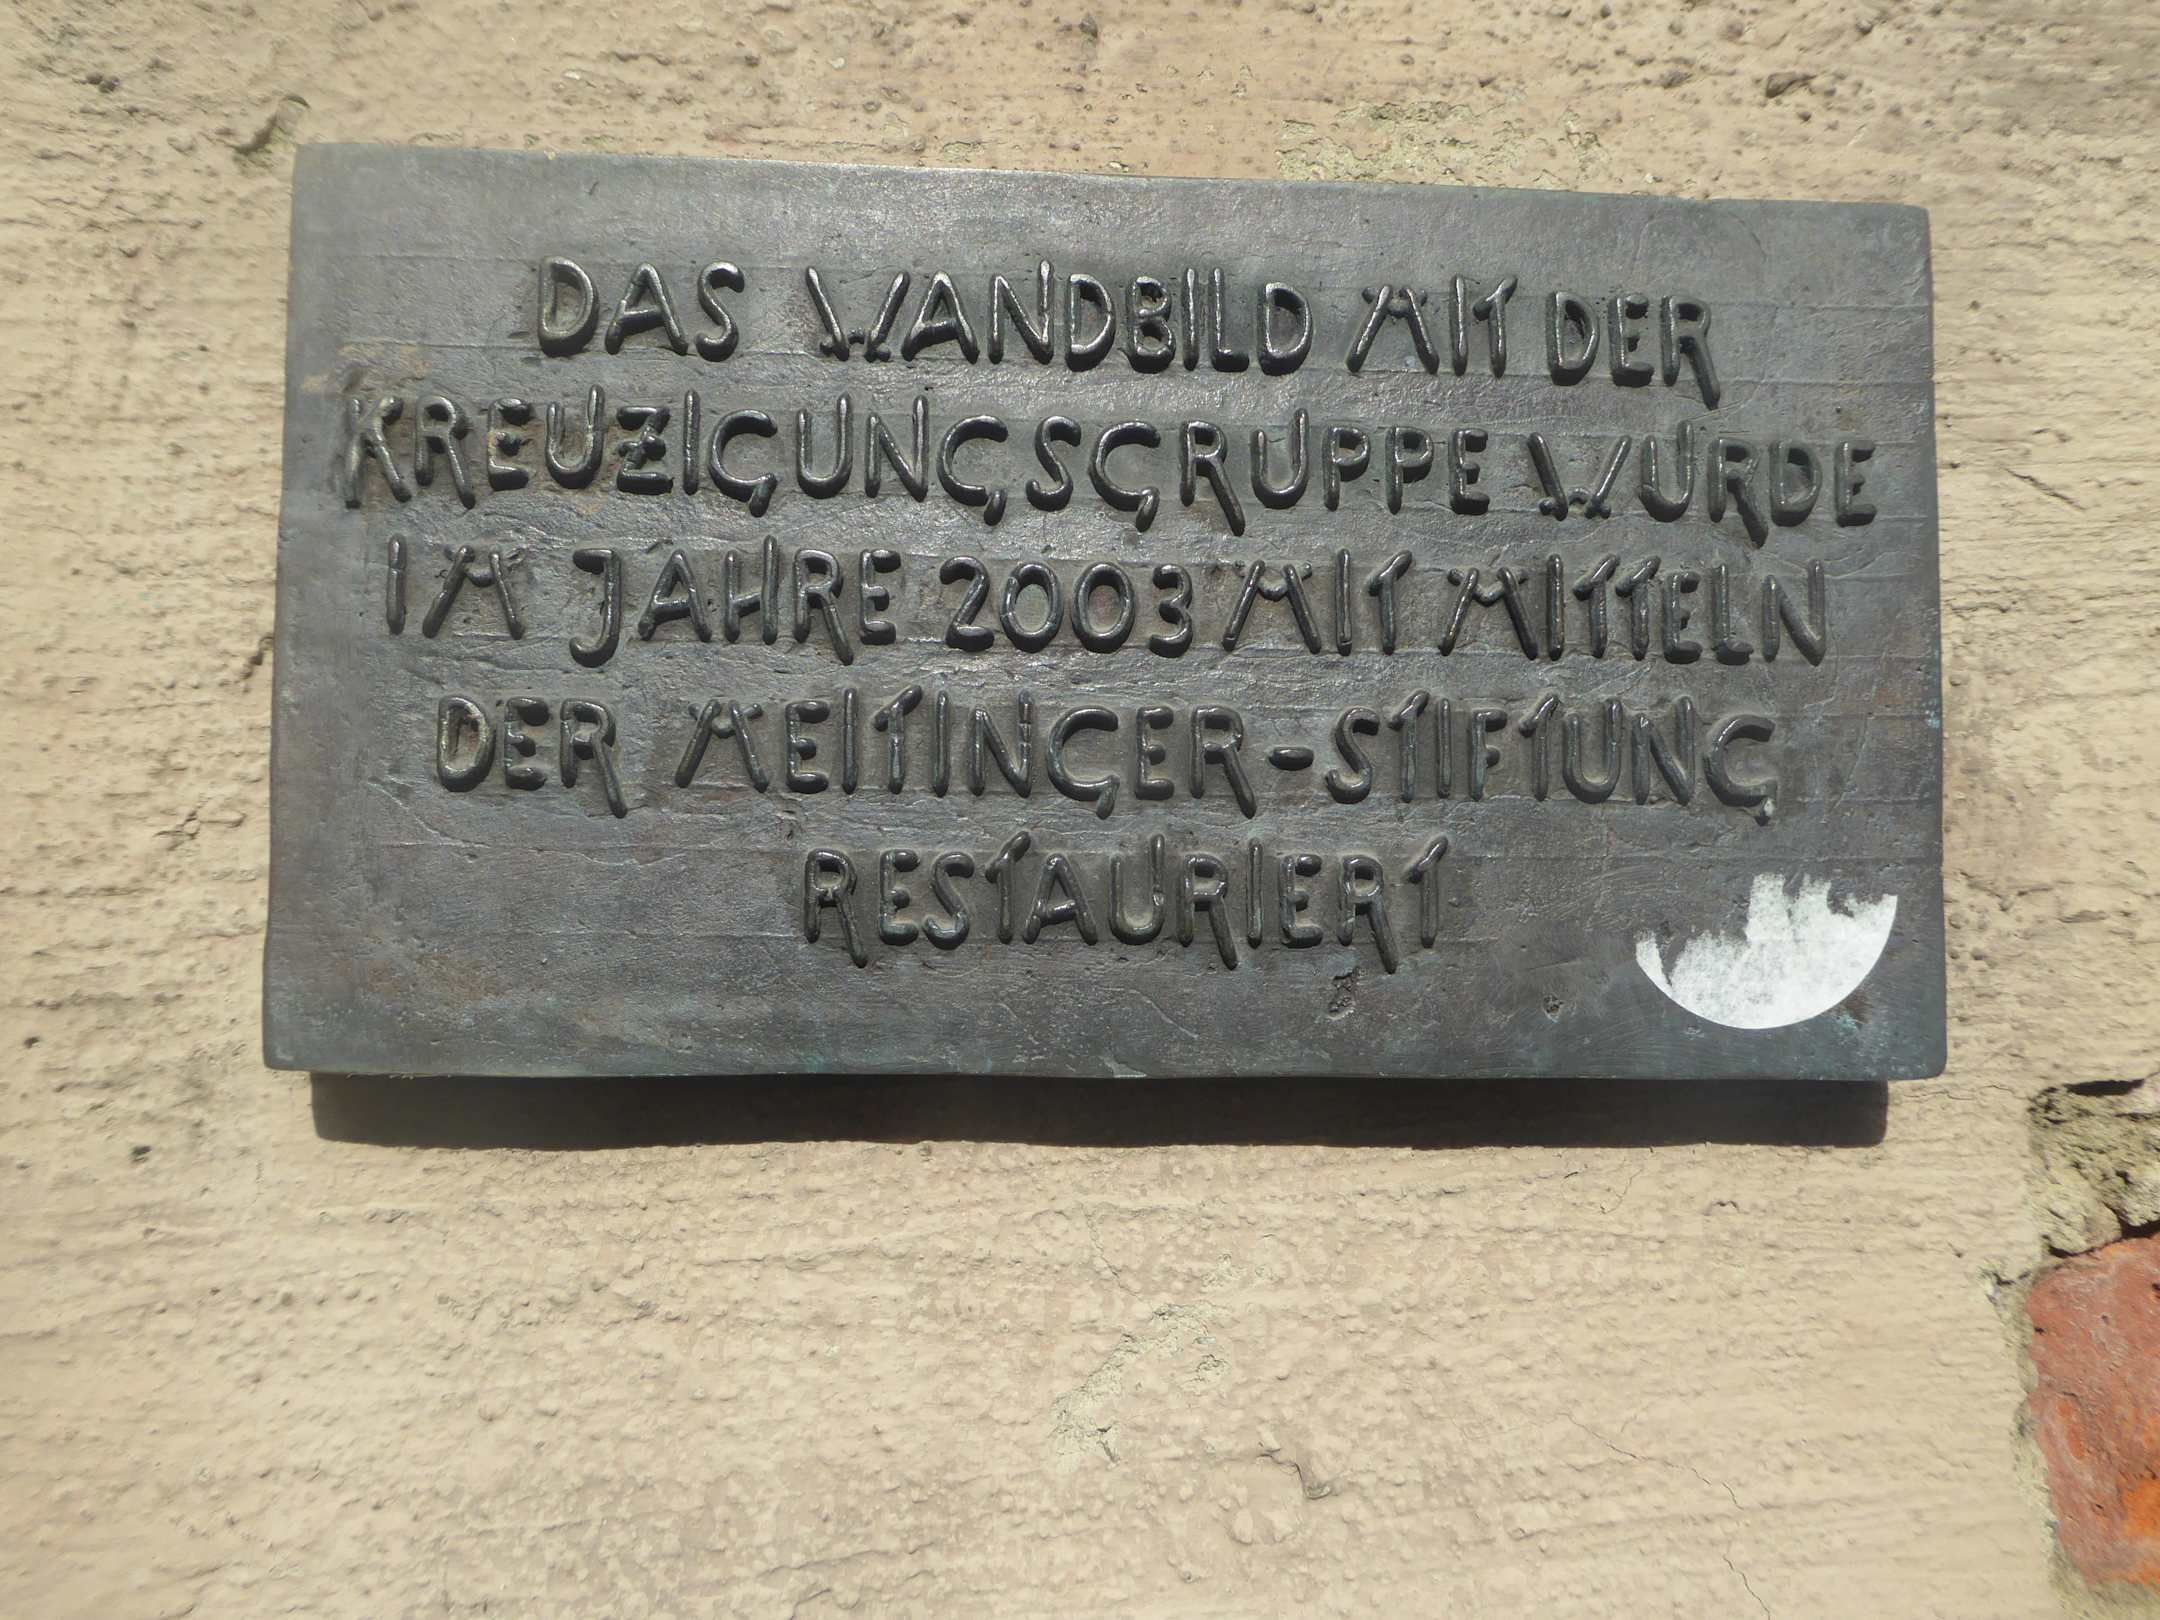 DAS WANDBILD MIT DER
KREUZIGUNGSGRUPPE WURDE
IM JAHRE 2003 MIT MITTELN
DER MEITINGER-STIFTUNG
RESTAURIERT